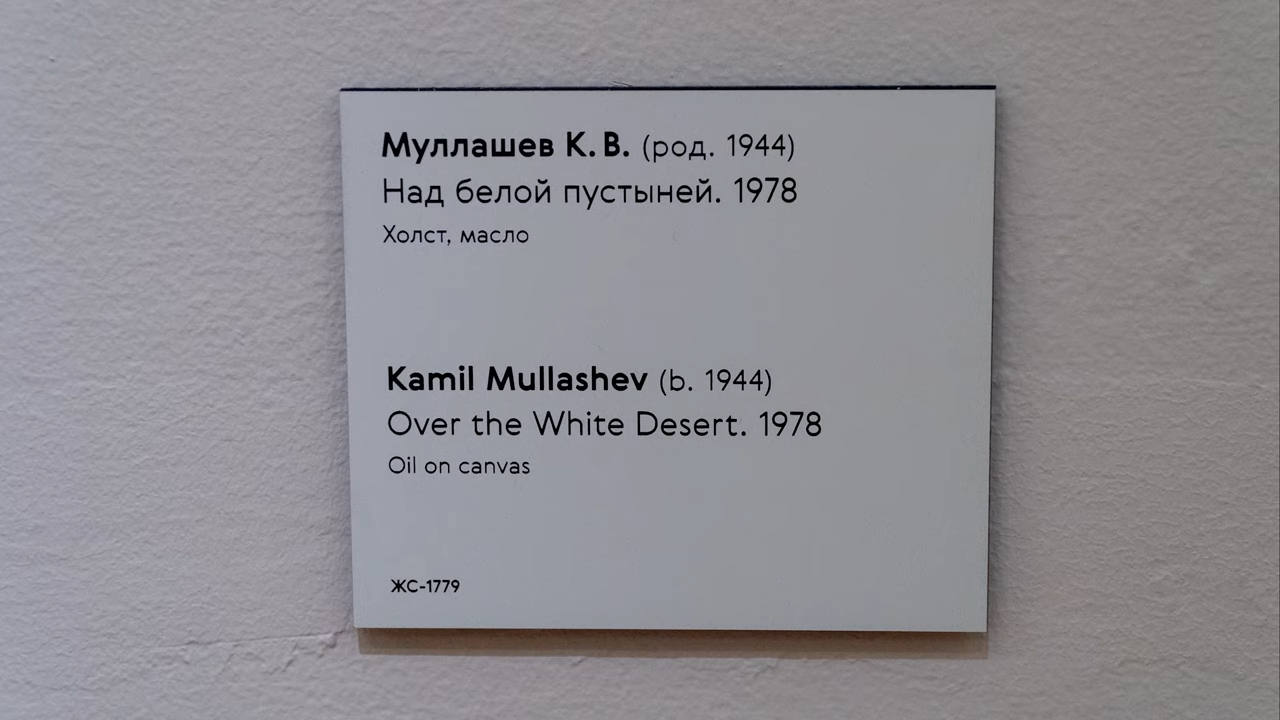 Муллашев К. В. (род. 1944)
Над белой пустыней. 1978
Холст, масло
Kamil Mullashev (b. 1944)
Over the White Desert. 1978
Oil on canvas
ЖС-1779